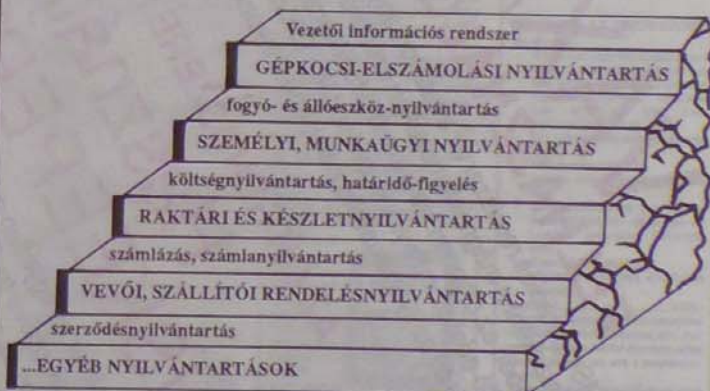 Vezetői információs rendszer
GÉPKOCSI-ELSZÁMOLÁSI NYILVÁNTARTÁS
fogyó- és állóeszköz-nyilvántartás
SZEMÉLYI, MUNKAÜGYI NYILVÁNTARTÁS
költségnyilvántartás, határidő-figyelés
RAKTÁRI ÉS KÉSZLETNYILVÁNTARTÁS
számlázás, számlanyilvántartás
VEVŐI, SZÁLLÍTÓI RENDELÉSNYILVÁNTARTÁS
szerződésnyilvántartás
...EGYÉB NYILVÁNTARTÁSOK